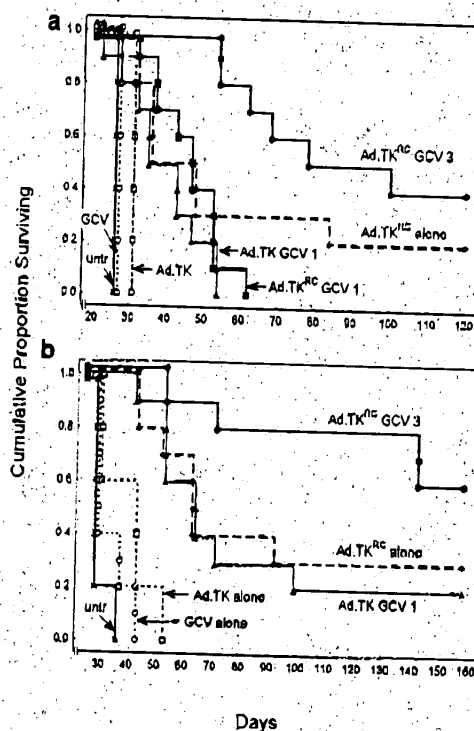 a
Cumulative Proportion Surviving
1.0
0.8
0.6
0.4
0.2
0.0
Ad.TK^RC GCV 3
GCV
Ad.TK^RC alone
untr
Ad.TK
Ad.TK GCV 1
Ad.TK^RC GCV 1
20 30 40 50 60 70 80 90 100 110 120
b
1.0
0.8
0.6
0.4
0.2
0.0
Ad.TK^RC GCV 3
Ad.TK^RC alone
untr
Ad.TK alone
GCV alone
Ad.TK GCV 1
30 40 50 60 70 80 90 100 110 120 130 140 150 160
Days